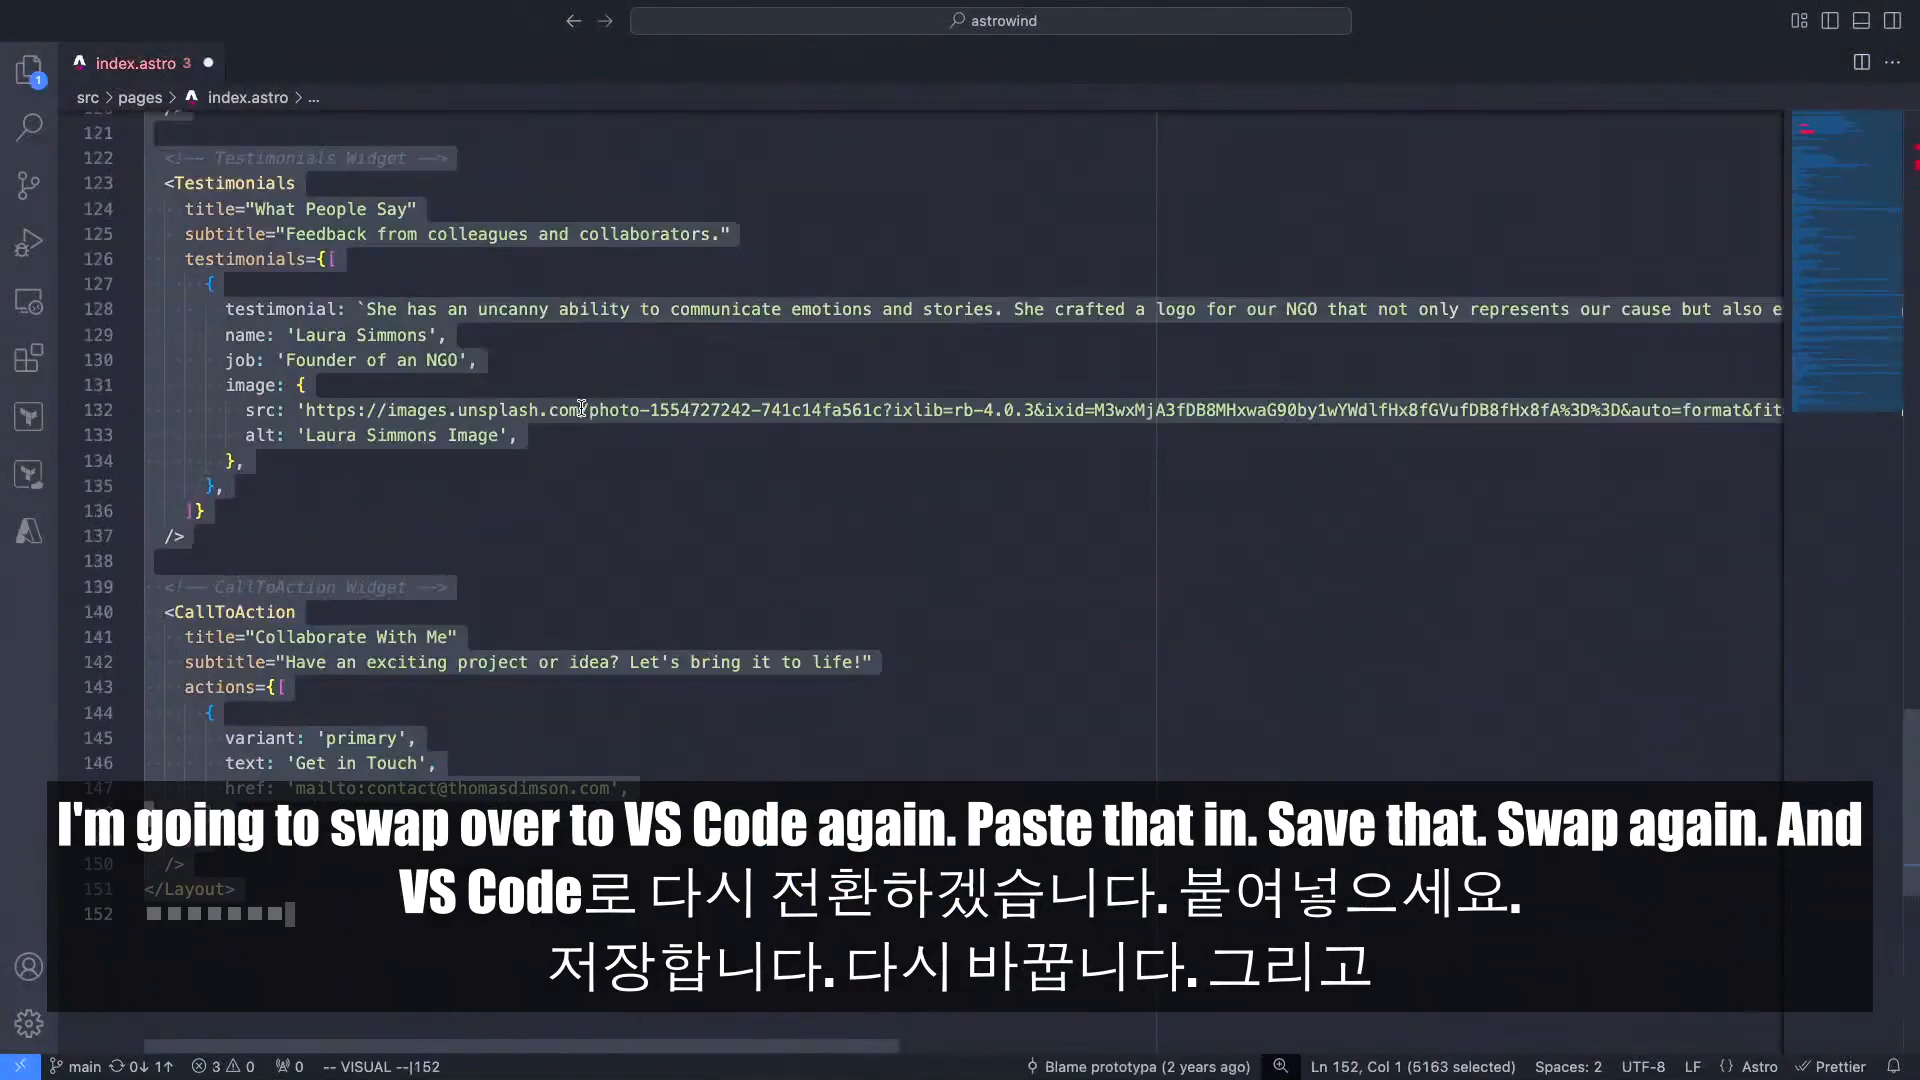 astrowind
index.astro 3
src > pages > index.astro > ...
1
121
122 <!-- Testimonials Widget -->
123 <Testimonials
124 title="What People Say"
125 subtitle="Feedback from colleagues and collaborators."
126 testimonials={[
127 {
128 testimonial: `She has an uncanny ability to communicate emotions and stories. She crafted a logo for our NGO that not only represents our cause but also e
129 name: 'Laura Simmons',
130 job: 'Founder of an NGO',
131 image: {
132 src: 'https://images.unsplash.com/photo-1554727242-741c14fa561c?ixlib=rb-4.0.3&ixid=M3wxMjA3fDB8MHxwaG90by1wYWdlfHx8fGVufDB8fHx8fA%3D%3D&auto=format&fit
133 alt: 'Laura Simmons Image',
134 },
135 },
136 ]}
137 />
138
139 <!-- CallToAction Widget -->
140 <CallToAction
141 title="Collaborate With Me"
142 subtitle="Have an exciting project or idea? Let's bring it to life!"
143 actions={[
144 {
145 variant: 'primary',
146 text: 'Get in Touch',
147 href: 'mailto:contact@thomasdimson.com',
I'm going to swap over to VS Code again. Paste that in. Save that. Swap again. And
VS Code로 다시 전환하겠습니다. 붙여넣으세요.
저장합니다. 다시 바꿉니다. 그리고
150 />
151 </Layout>
152
main 0↓ 1↑ 3 0 0 -- VISUAL --|152 Blame prototypa (2 years ago) Ln 152, Col 1 (5163 selected) Spaces: 2 UTF-8 LF {} Astro Prettier